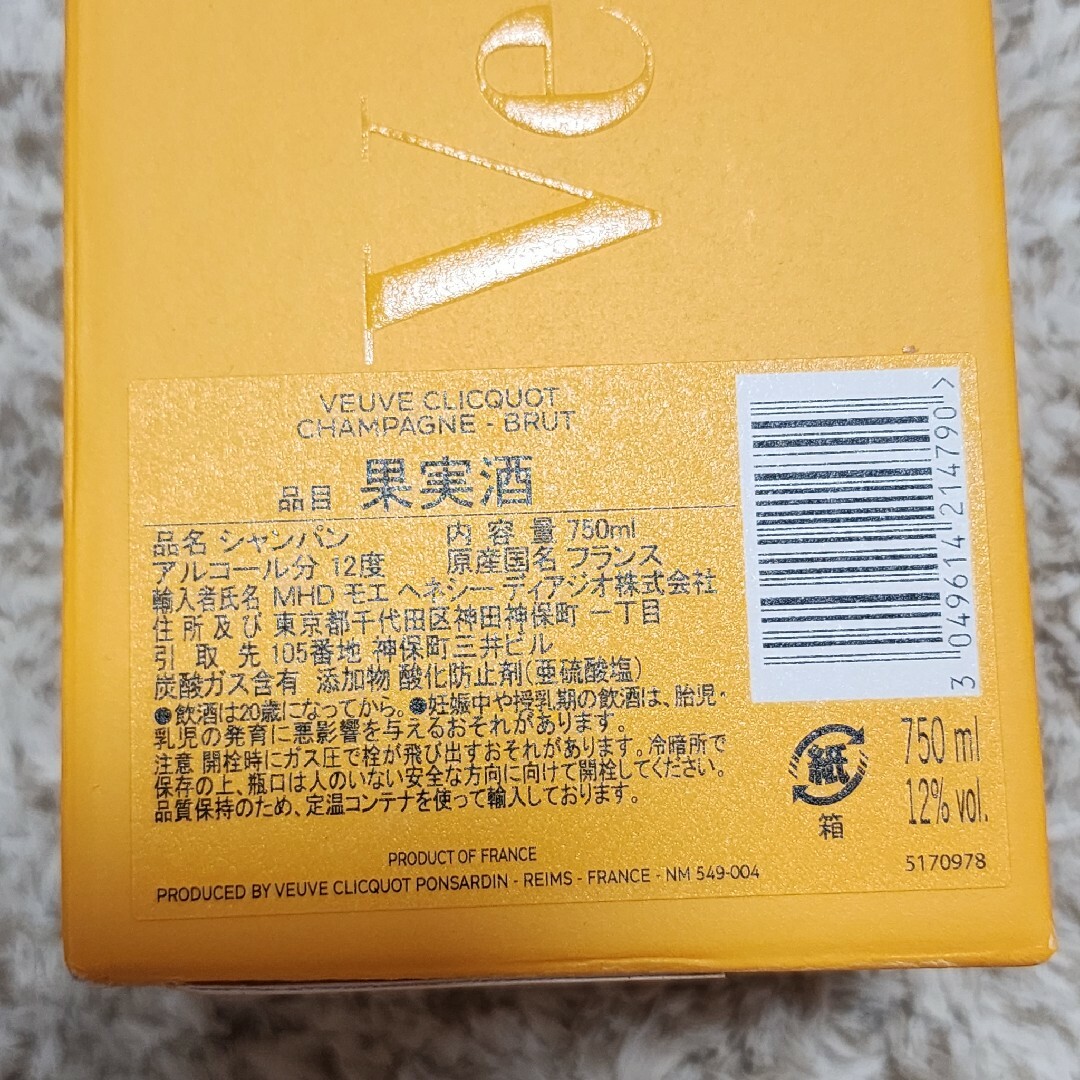 Ve
VEUVE CLICQUOT
CHAMPAGNE - BRUT
品目 果実酒
品名 シャンパン 内容量 750ml
アルコール分 12度 原産国名 フランス
輸入者氏名 MHD モエ ヘネシー ディアジオ株式会社
住所及び 東京都千代田区神田神保町 一丁目
引取先 105番地 神保町三井ビル
炭酸ガス含有 添加物 酸化防止剤(亜硫酸塩)
●飲酒は20歳になってから。●妊娠中や授乳期の飲酒は、胎児・
乳児の発育に悪影響を与えるおそれがあります。
注意 開栓時にガス圧で栓が飛び出すおそれがあります。冷暗所で
保存の上、瓶口は人のいない安全な方向に向けて開栓してください。
品質保持のため、定温コンテナを使って輸入しております。
PRODUCT OF FRANCE
PRODUCED BY VEUVE CLICQUOT PONSARDIN - REIMS - FRANCE - NM 549-004
3 049614 214790 >
紙
箱
750 ml
12% vol.
5170978